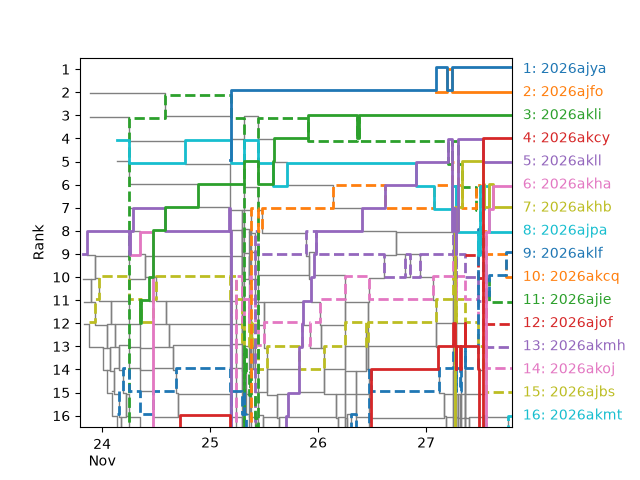 1
2
3
4
5
6
7
8
9
10
11
12
13
14
15
16
Rank
24
25
26
27
Nov
1: 2026ajya
2: 2026ajfo
3: 2026akli
4: 2026akcy
5: 2026akll
6: 2026akha
7: 2026akhb
8: 2026ajpa
9: 2026aklf
10: 2026akcq
11: 2026ajie
12: 2026ajof
13: 2026akmh
14: 2026akoj
15: 2026ajbs
16: 2026akmt